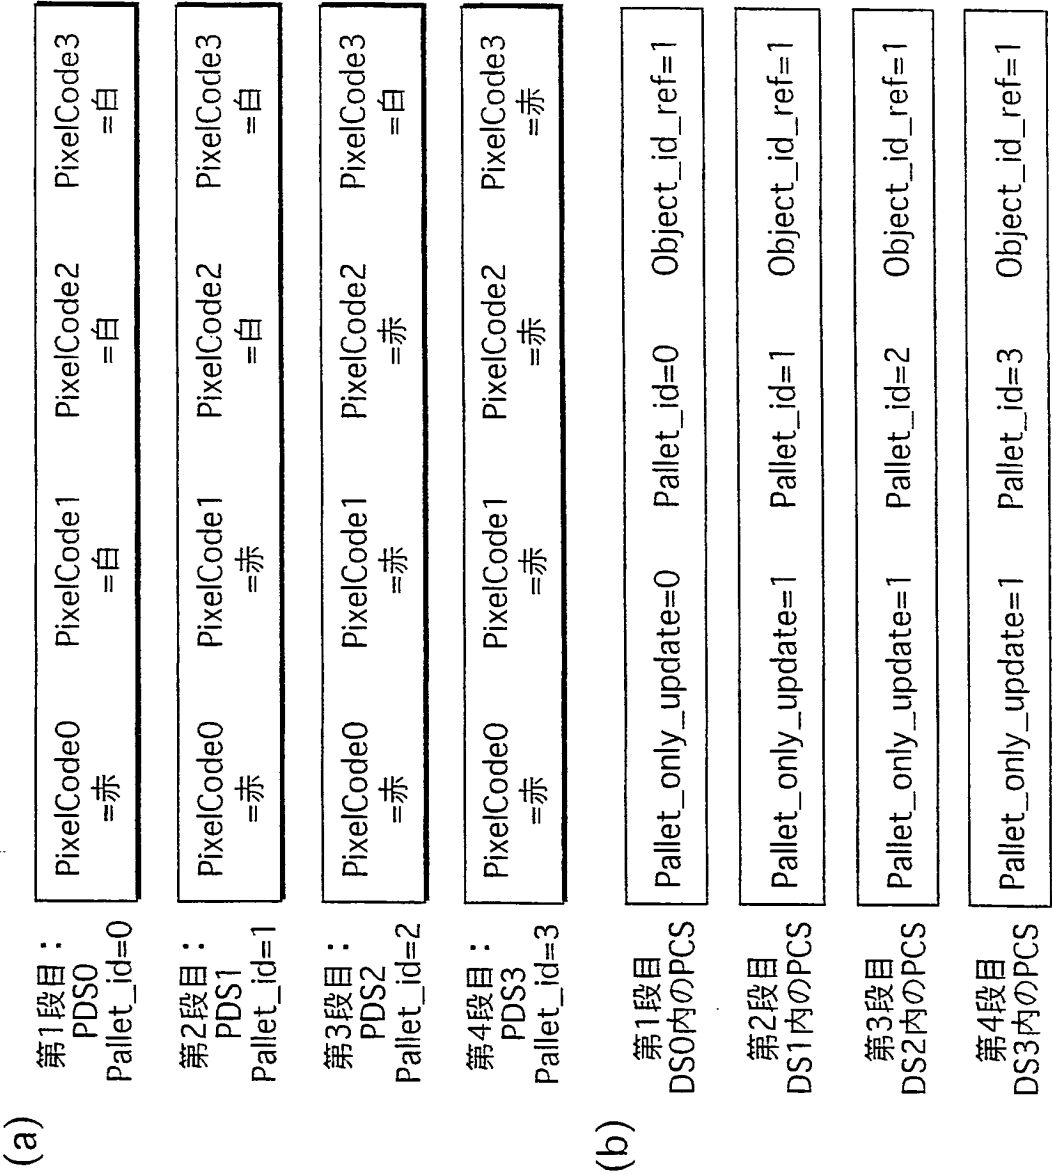 (a)
第1段目：
PDS0
Pallet_id=0
PixelCode0
=赤
PixelCode1
=白
PixelCode2
=白
PixelCode3
=白
第2段目：
PDS1
Pallet_id=1
PixelCode0
=赤
PixelCode1
=赤
PixelCode2
=白
PixelCode3
=白
第3段目：
PDS2
Pallet_id=2
PixelCode0
=赤
PixelCode1
=赤
PixelCode2
=赤
PixelCode3
=白
第4段目：
PDS3
Pallet_id=3
PixelCode0
=赤
PixelCode1
=赤
PixelCode2
=赤
PixelCode3
=赤
(b)
第1段目
DS0内のPCS
Pallet_only_update=0 Pallet_id=0 Object_id_ref=1
第2段目
DS1内のPCS
Pallet_only_update=1 Pallet_id=1 Object_id_ref=1
第3段目
DS2内のPCS
Pallet_only_update=1 Pallet_id=2 Object_id_ref=1
第4段目
DS3内のPCS
Pallet_only_update=1 Pallet_id=3 Object_id_ref=1